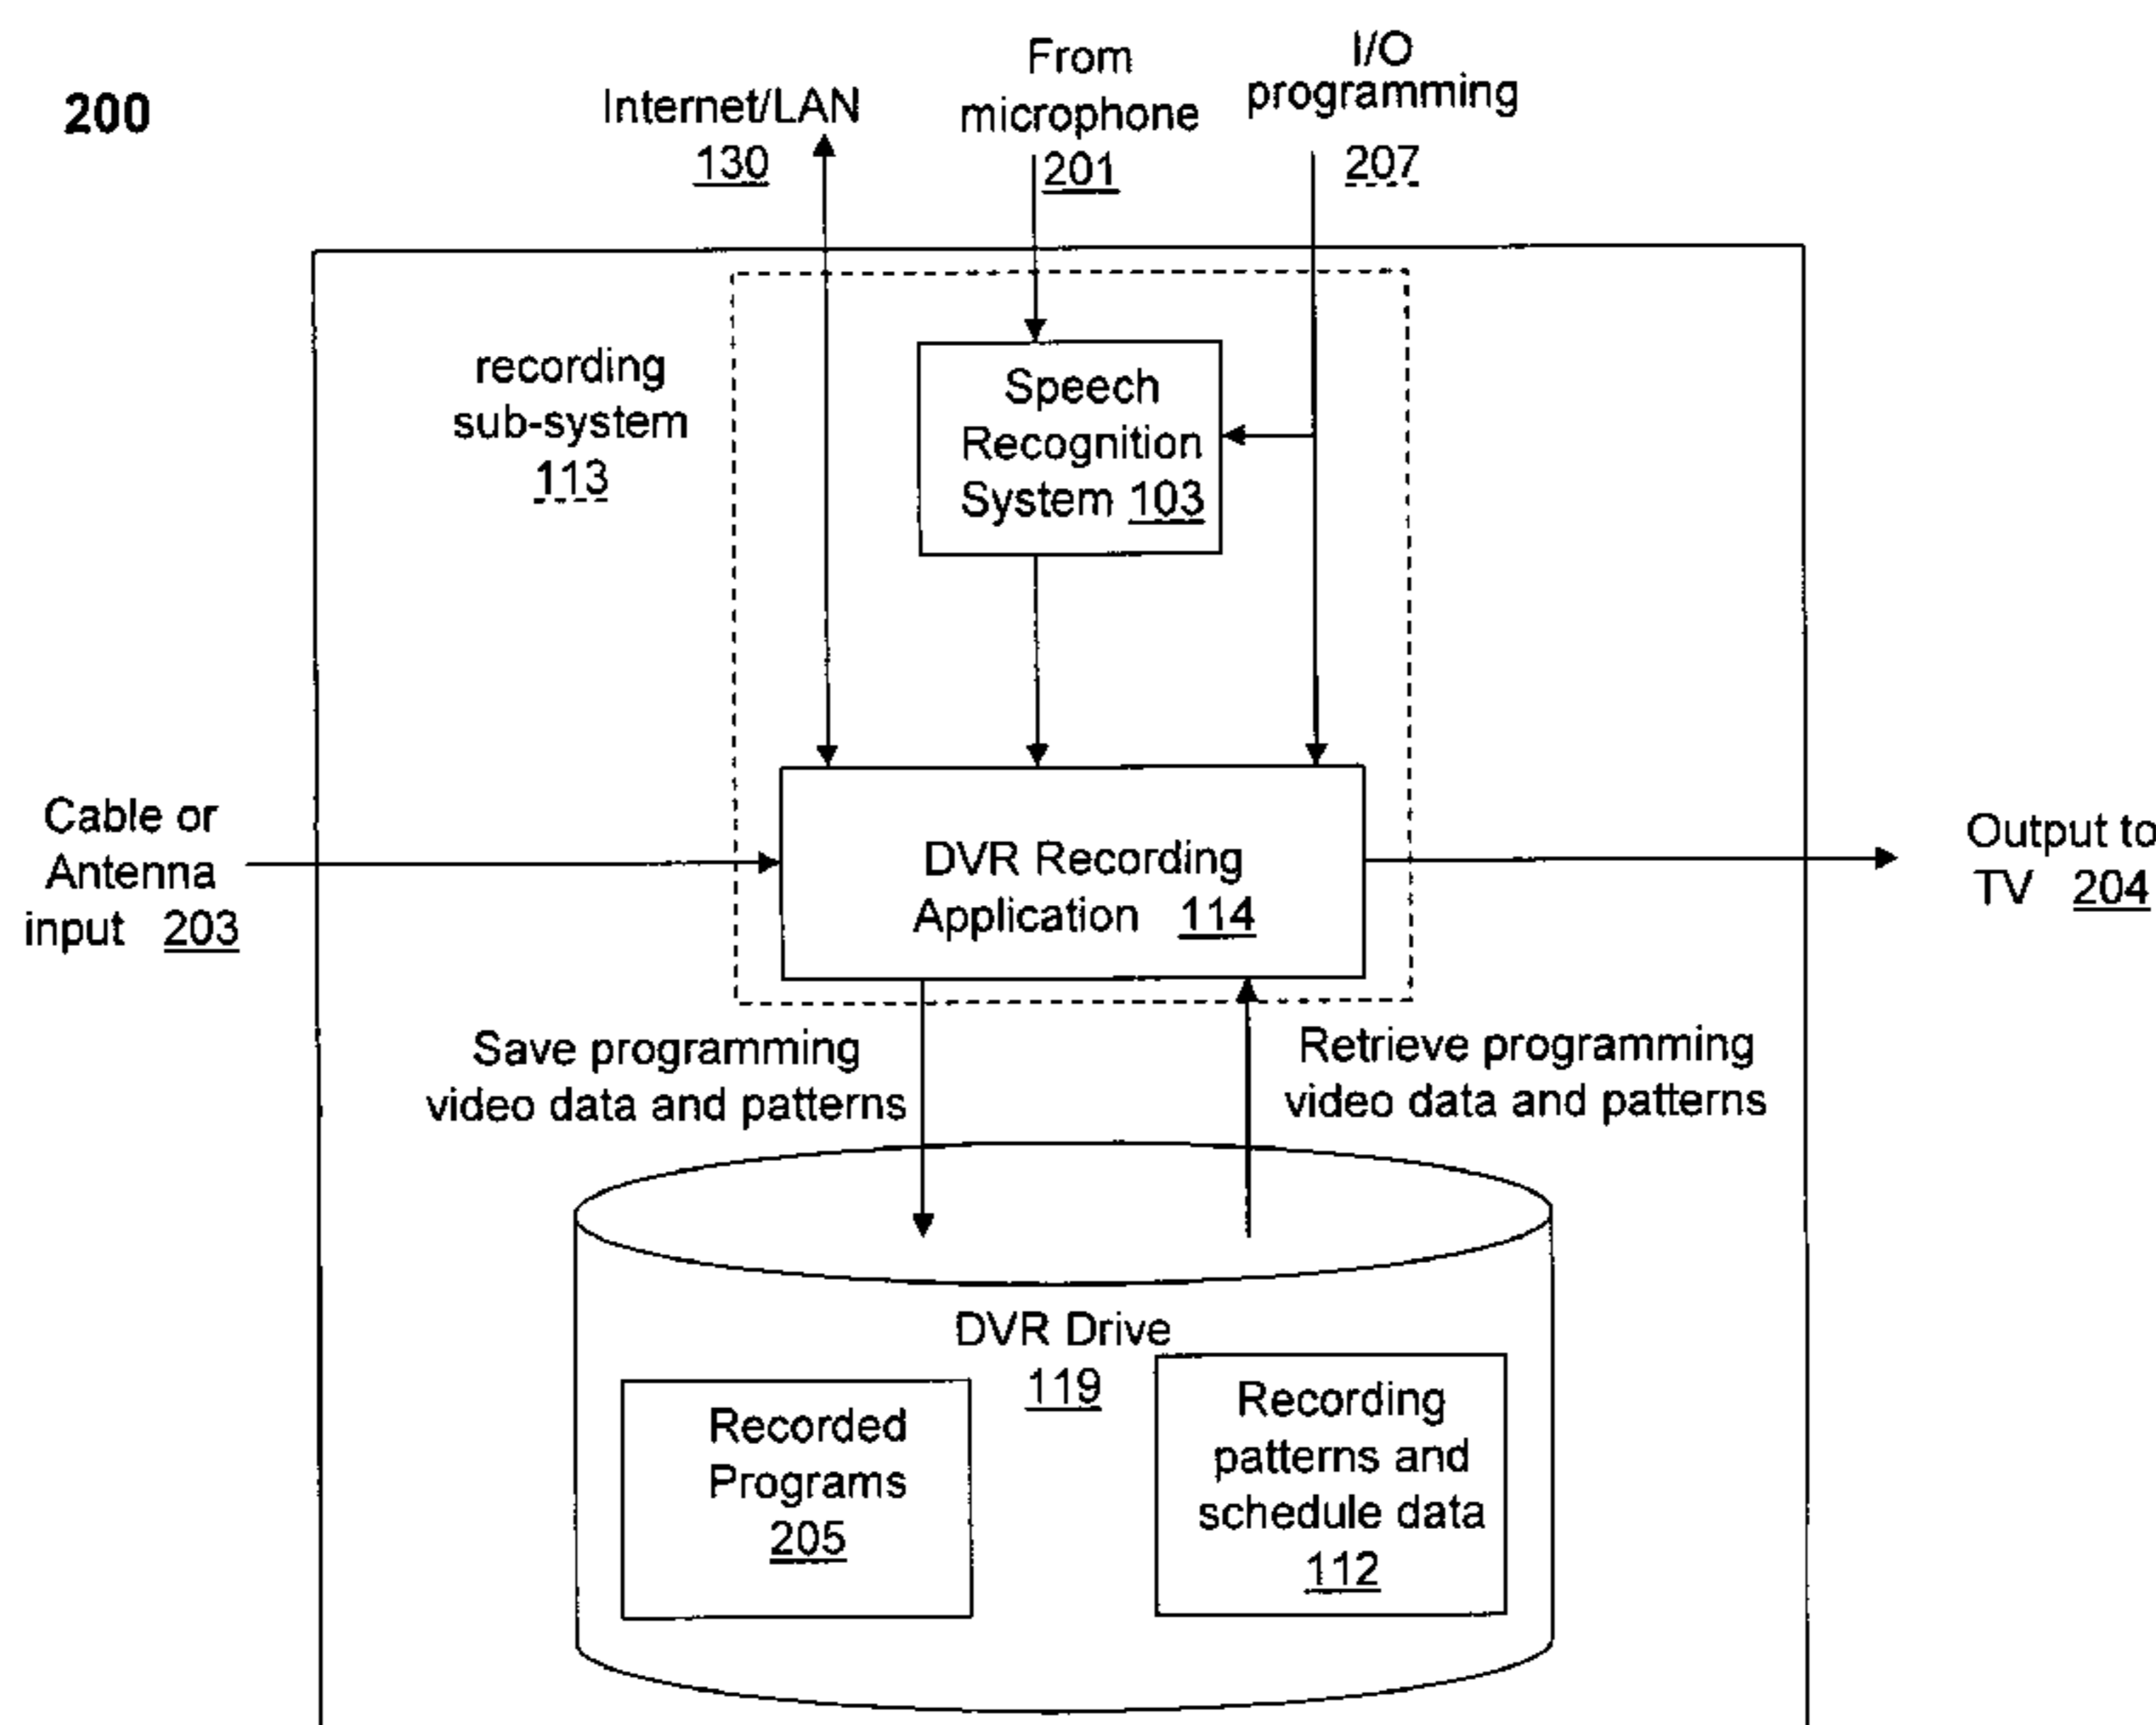 200
Internet/LAN
130
From
microphone
201
I/O
programming
207
recording
sub-system
113
Speech
Recognition
System 103
Cable or
Antenna
input 203
DVR Recording
Application 114
Output to
TV 204
Save programming
video data and patterns
Retrieve programming
video data and patterns
DVR Drive
119
Recorded
Programs
205
Recording
patterns and
schedule data
112